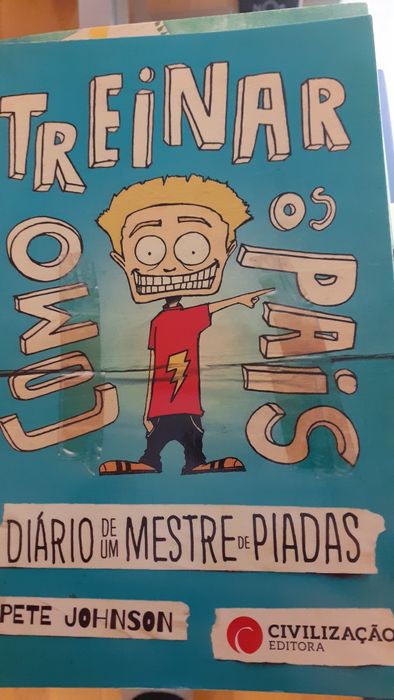 COMO
TREINAR
OS
PAIS
DIÁRIO DE UM MESTRE DE PIADAS
PETE JOHNSON
CIVILIZAÇÃO
EDITORA